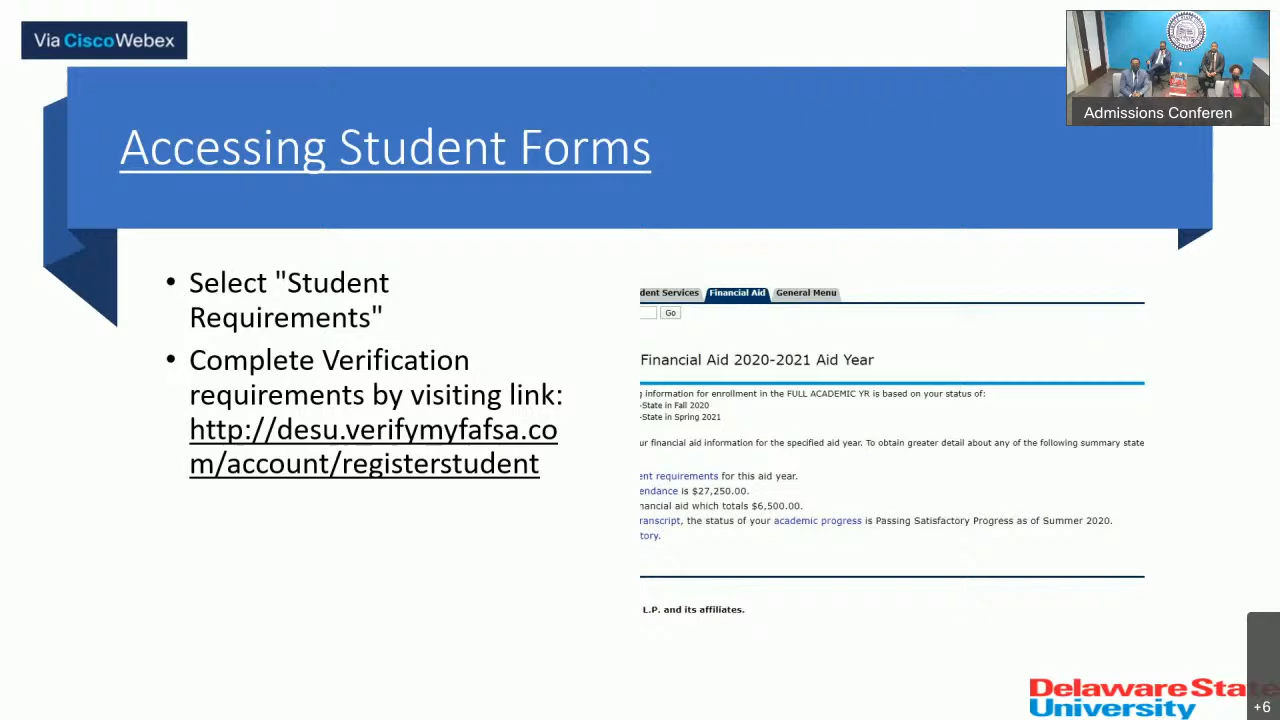 Via CiscoWebex
Admissions Conferen
Accessing Student Forms
• Select "Student
Requirements"
• Complete Verification
requirements by visiting link:
http://desu.verifymyfafsa.co
m/account/registerstudent
dent Services Financial Aid General Menu
Go
Financial Aid 2020-2021 Aid Year
information for enrollment in the FULL ACADEMIC YR is based on your status of:
-State in Fall 2020
-State in Spring 2021
ur financial aid information for the specified aid year. To obtain greater detail about any of the following summary state
ent requirements for this aid year.
endance is $27,250.00.
nancial aid which totals $6,500.00.
ranscript, the status of your academic progress is Passing Satisfactory Progress as of Summer 2020.
tory.
L.P. and its affiliates.
Delaware State
University
+6